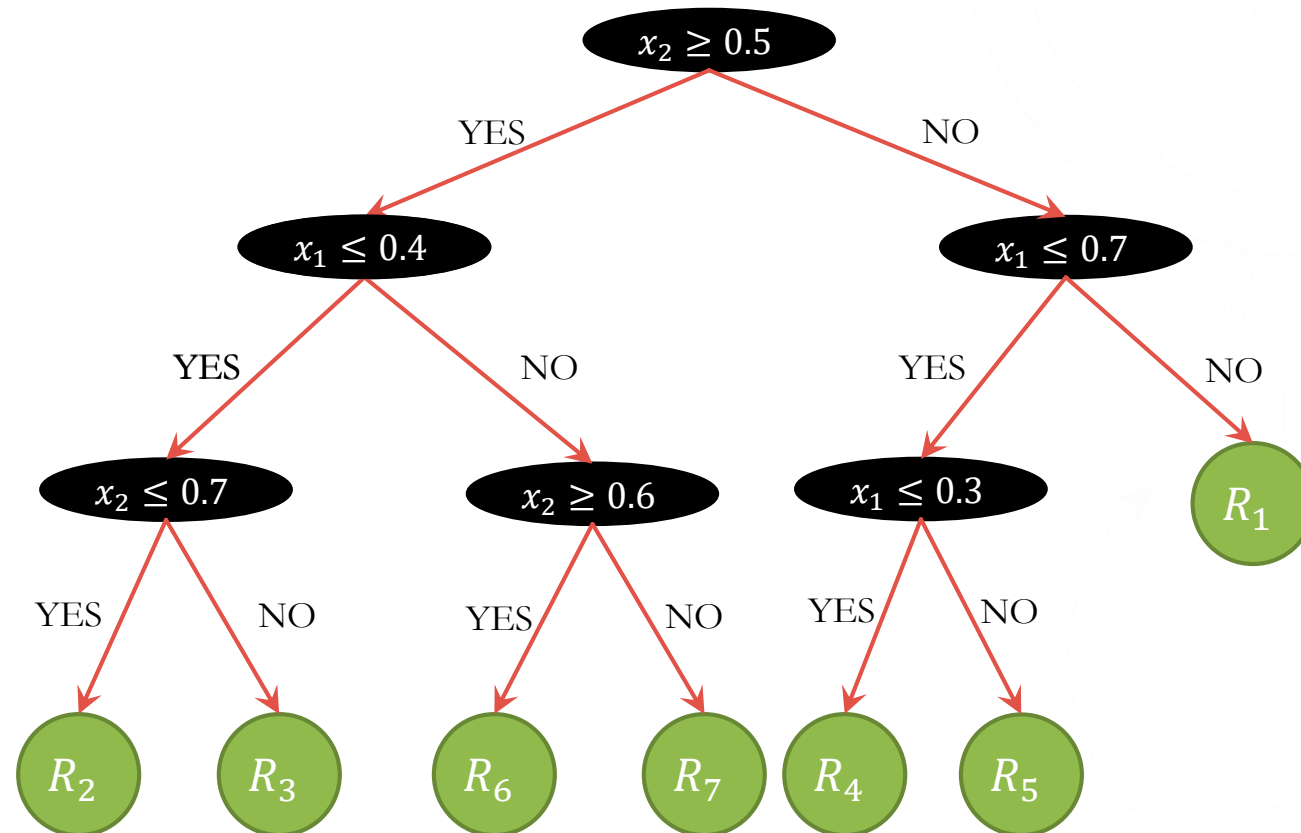 x₂ ≥ 0.5
YES
NO
x₁ ≤ 0.4
x₁ ≤ 0.7
YES
NO
YES
NO
x₂ ≤ 0.7
x₂ ≥ 0.6
x₁ ≤ 0.3
R₁
YES
NO
YES
NO
YES
NO
R₂
R₃
R₆
R₇
R₄
R₅